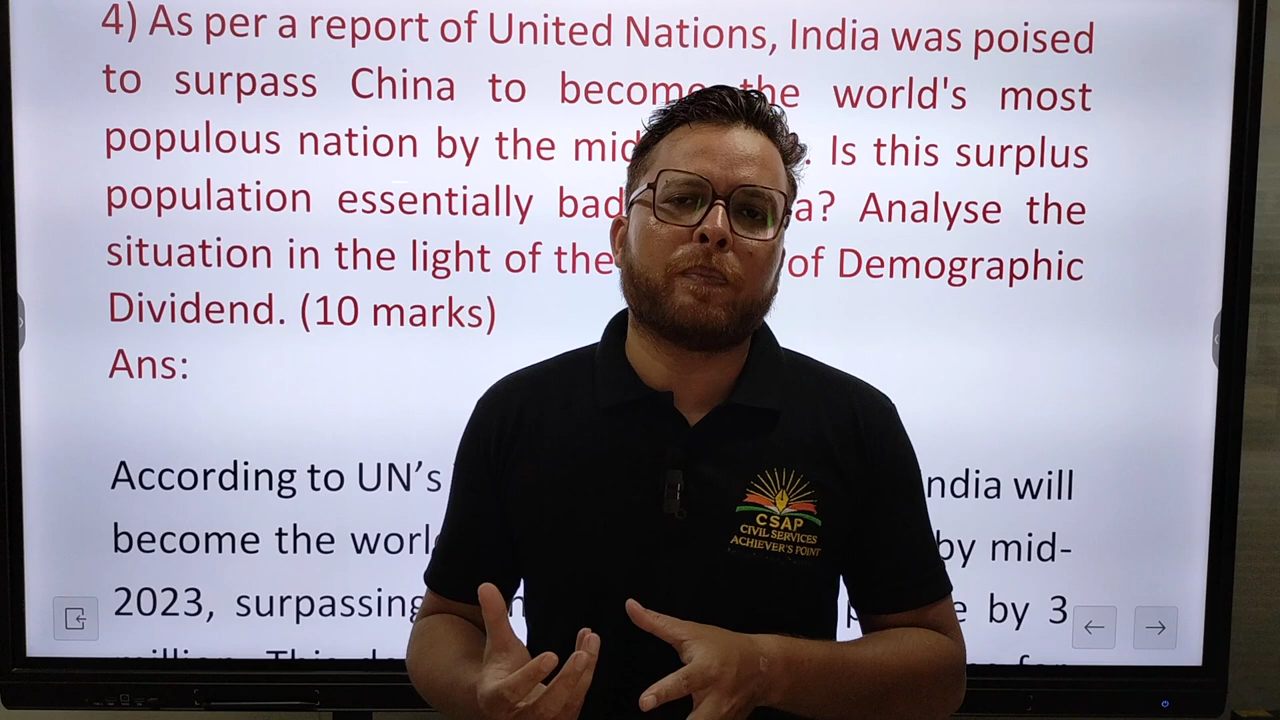 4) As per a report of United Nations, India was poised
to surpass China to become the world's most
populous nation by the mid . Is this surplus
population essentially bad a? Analyse the
situation in the light of the of Demographic
Dividend. (10 marks)
Ans:
According to UN's ndia will
become the worl by mid-
2023, surpassing by 3
CSAP
CIVIL SERVICES
ACHIEVER'S POINT